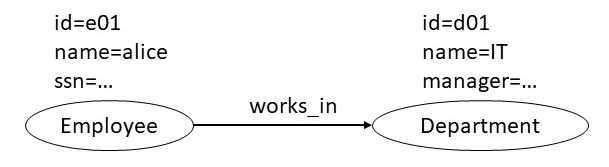 id=e01
name=alice
ssn=...
id=d01
name=IT
manager=...
works_in
Employee
Department